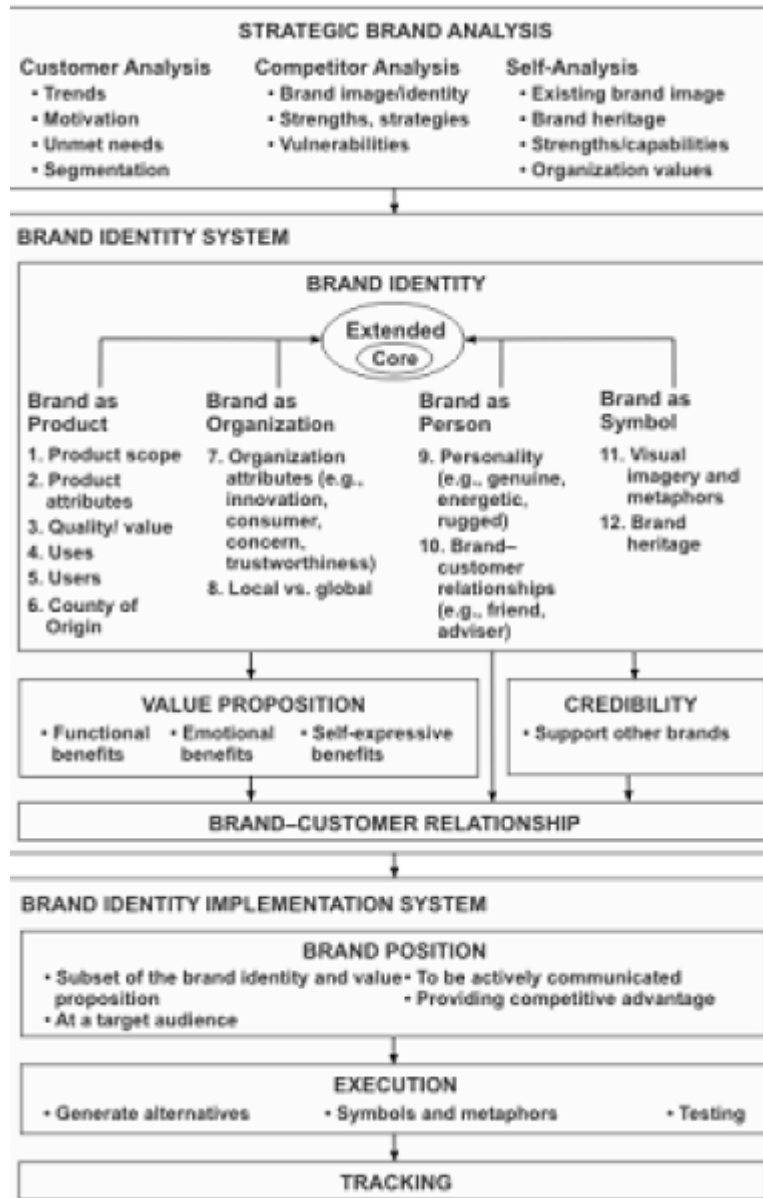 STRATEGIC BRAND ANALYSIS
Customer Analysis
• Trends
• Motivation
• Unmet needs
• Segmentation
Competitor Analysis
• Brand image/identity
• Strengths, strategies
• Vulnerabilities
Self-Analysis
• Existing brand image
• Brand heritage
• Strengths/capabilities
• Organization values
BRAND IDENTITY SYSTEM
BRAND IDENTITY
Extended
Core
Brand as
Product
1. Product scope
2. Product
attributes
3. Quality/ value
4. Uses
5. Users
6. County of
Origin
Brand as
Organization
7. Organization
attributes (e.g.,
innovation,
consumer,
concern,
trustworthiness)
8. Local vs. global
Brand as
Person
9. Personality
(e.g., genuine,
energetic,
rugged)
10. Brand–
customer
relationships
(e.g., friend,
adviser)
Brand as
Symbol
11. Visual
imagery and
metaphors
12. Brand
heritage
VALUE PROPOSITION
• Functional
benefits
• Emotional
benefits
• Self-expressive
benefits
CREDIBILITY
• Support other brands
BRAND–CUSTOMER RELATIONSHIP
BRAND IDENTITY IMPLEMENTATION SYSTEM
BRAND POSITION
• Subset of the brand identity and value
proposition
• At a target audience
• To be actively communicated
• Providing competitive advantage
EXECUTION
• Generate alternatives
• Symbols and metaphors
• Testing
TRACKING